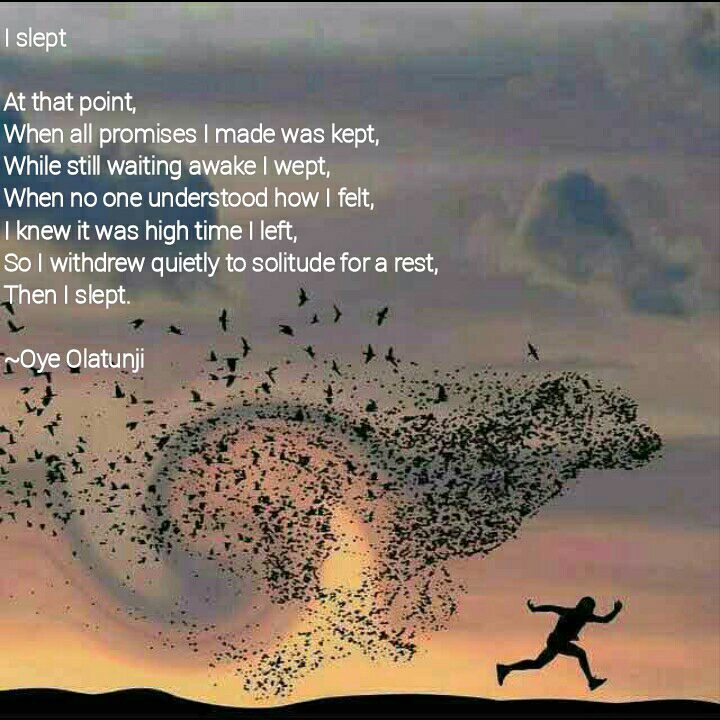 I slept
At that point,
When all promises I made was kept,
While still waiting awake I wept,
When no one understood how I felt,
I knew it was high time I left,
So I withdrew quietly to solitude for a rest,
Then I slept.
~Oye Olatunji